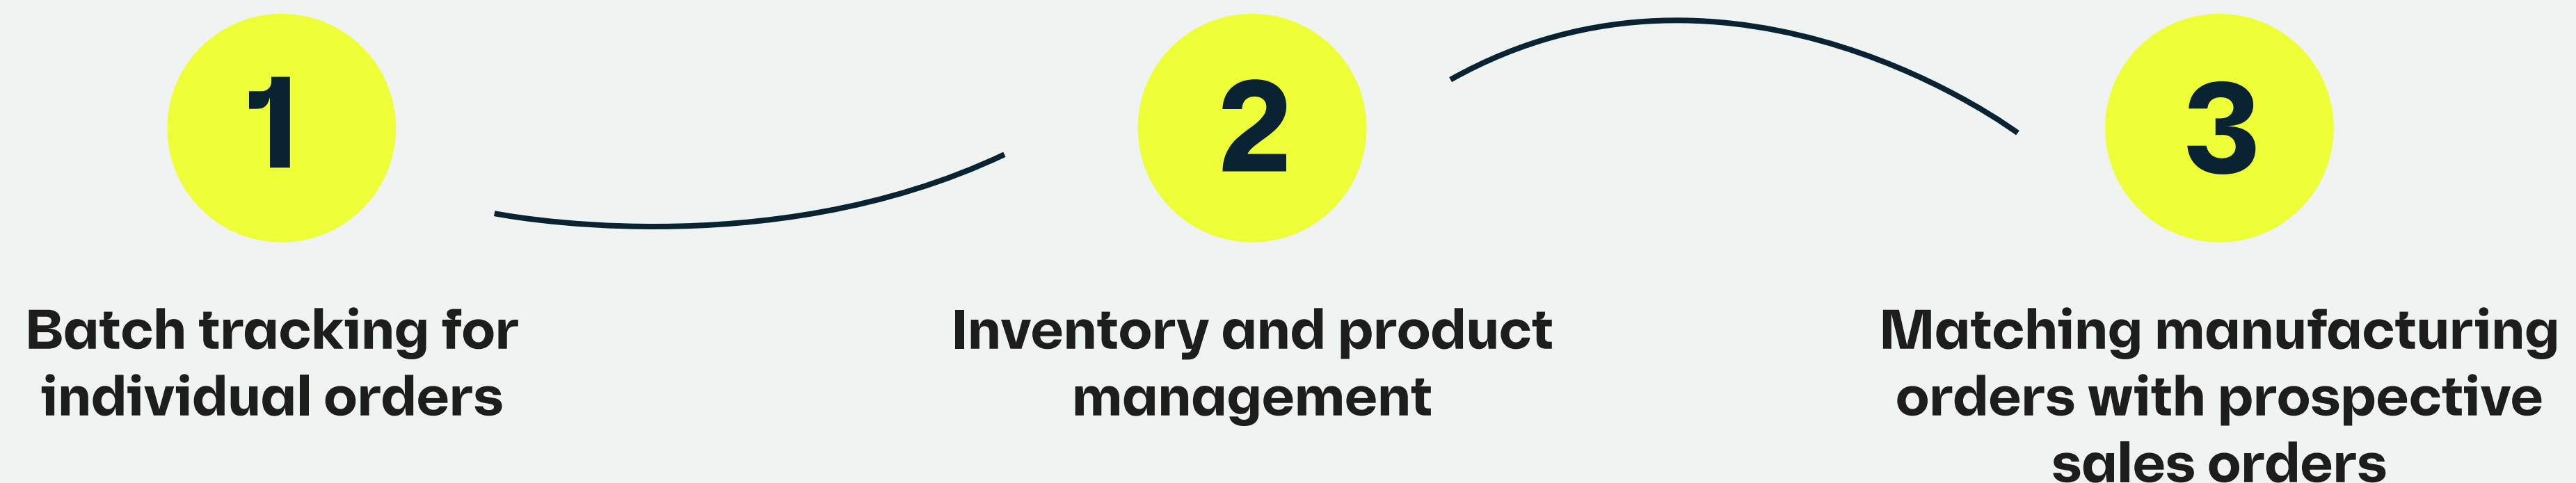 1
Batch tracking for
individual orders
2
Inventory and product
management
3
Matching manufacturing
orders with prospective
sales orders